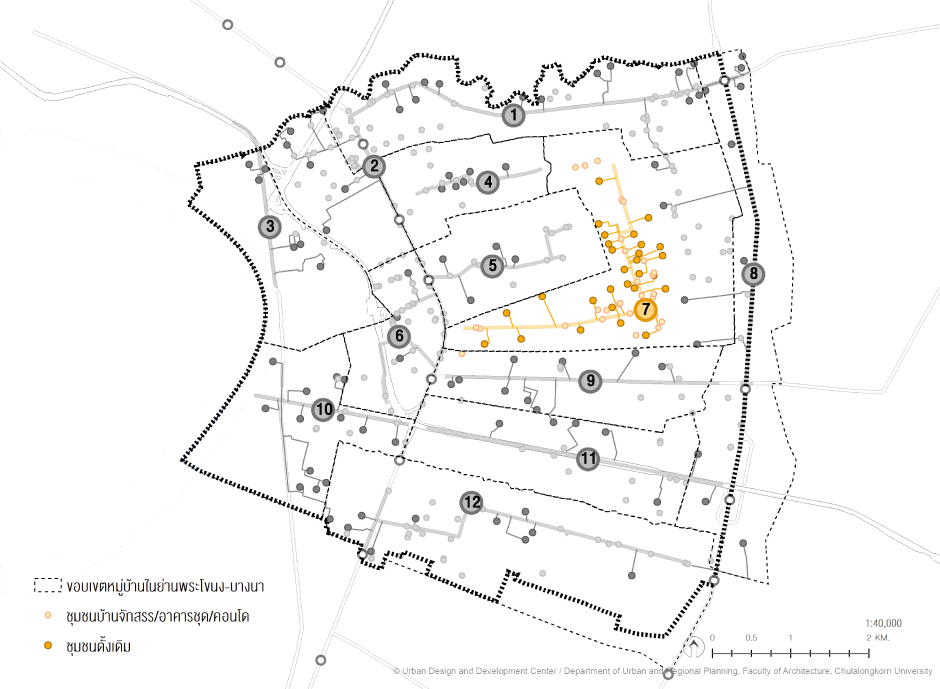 1
2
3
4
5
6
7
8
9
10
11
12
ขอบเขตหมู่บ้านในย่านพระโขนง-บางนา
ชุมชนบ้านจัดสรร/อาคารชุด/คอนโด
ชุมชนดั้งเดิม
1:40,000
0 0.5 1 2 KM.
© Urban Design and Development Center / Department of Urban and Regional Planning, Faculty of Architecture, Chulalongkorn University